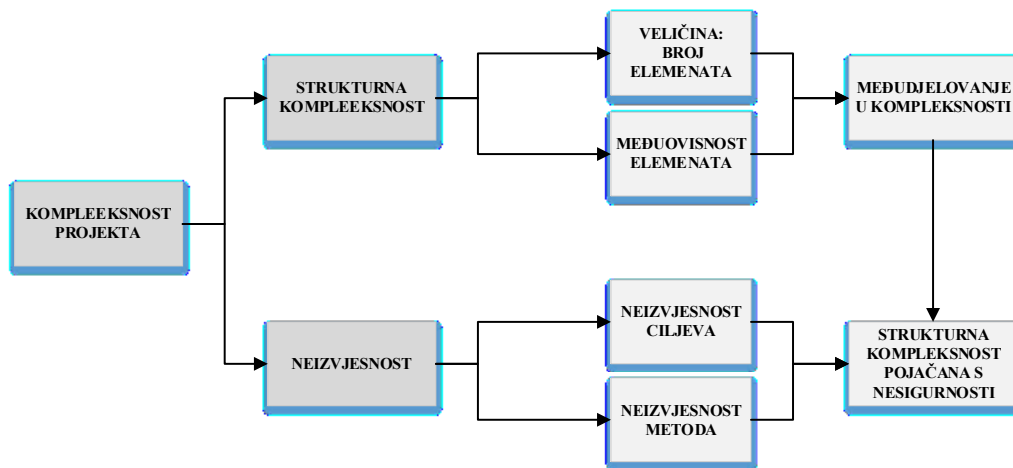 KOMPLEEKSNOST
PROJEKTA
STRUKTURNA
KOMPLEEKSNOST
NEIZVJESNOST
VELIČINA:
BROJ
ELEMENATA
MEĐUOVISNOST
ELEMENATA
NEIZVJESNOST
CILJEVA
NEIZVJESNOST
METODA
MEĐUDJELOVANJE
U KOMPLEKSNOSTI
STRUKTURNA
KOMPLEKSNOST
POJAČANA S
NESIGURNOSTI